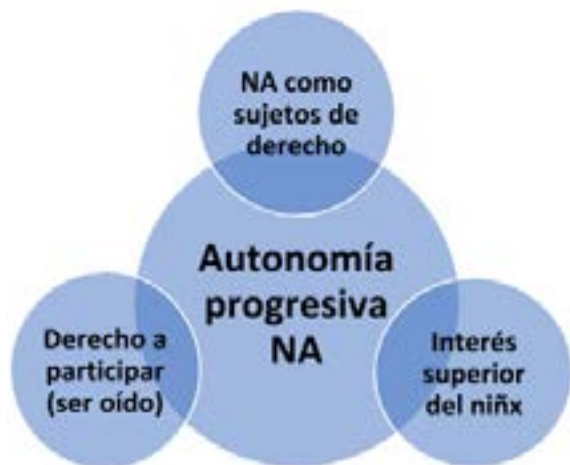 NA como
sujetos de
derecho
Autonomía
progresiva
NA
Derecho a
participar
(ser oído)
Interés
superior
del niñx